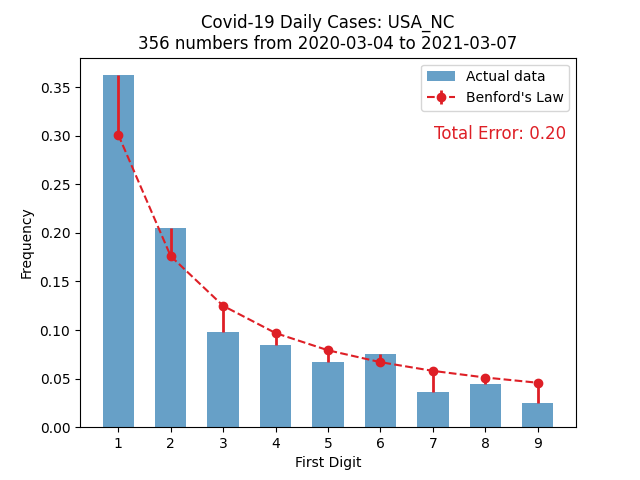 Covid-19 Daily Cases: USA_NC
356 numbers from 2020-03-04 to 2021-03-07
Actual data
Benford's Law
Total Error: 0.20
Frequency
0.35
0.30
0.25
0.20
0.15
0.10
0.05
0.00
1 2 3 4 5 6 7 8 9
First Digit